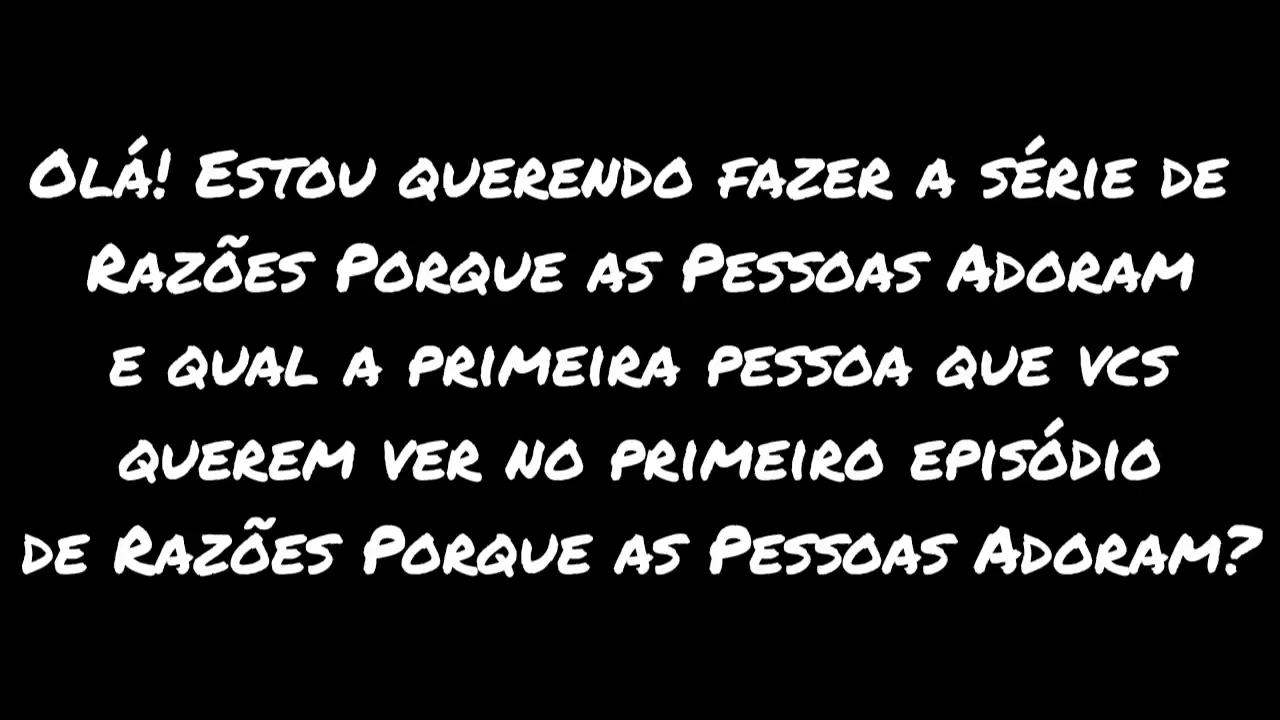 Olá! Estou querendo fazer a série de
Razões Porque as Pessoas Adoram
e qual a primeira pessoa que vcs
querem ver no primeiro episódio
de Razões Porque as Pessoas Adoram?